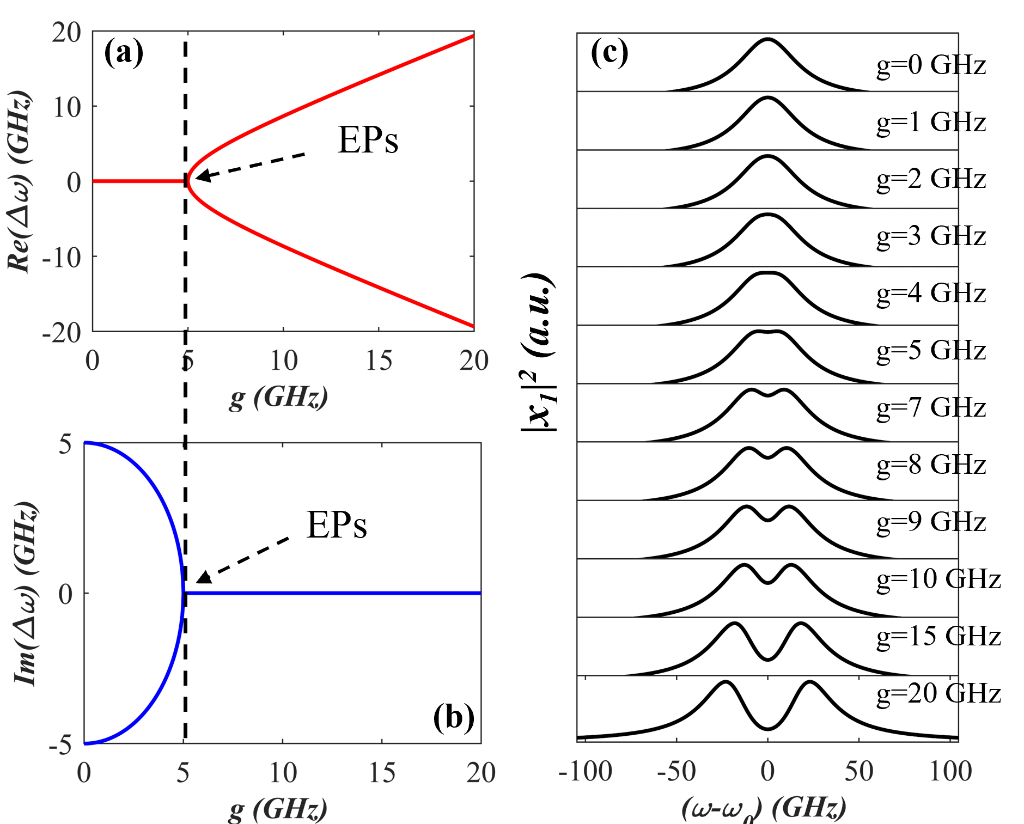 (a)
20
10
0
-10
-20
Re(Δω) (GHz)
EPs
0 5 10 15 20
g (GHz)
5
0
-5
Im(Δω) (GHz)
EPs
(b)
0 5 10 15 20
g (GHz)
(c)
g=0 GHz
g=1 GHz
g=2 GHz
g=3 GHz
g=4 GHz
g=5 GHz
g=7 GHz
g=8 GHz
g=9 GHz
g=10 GHz
g=15 GHz
g=20 GHz
|x₁|² (a.u.)
-100 -50 0 50 100
(ω-ω₀) (GHz)